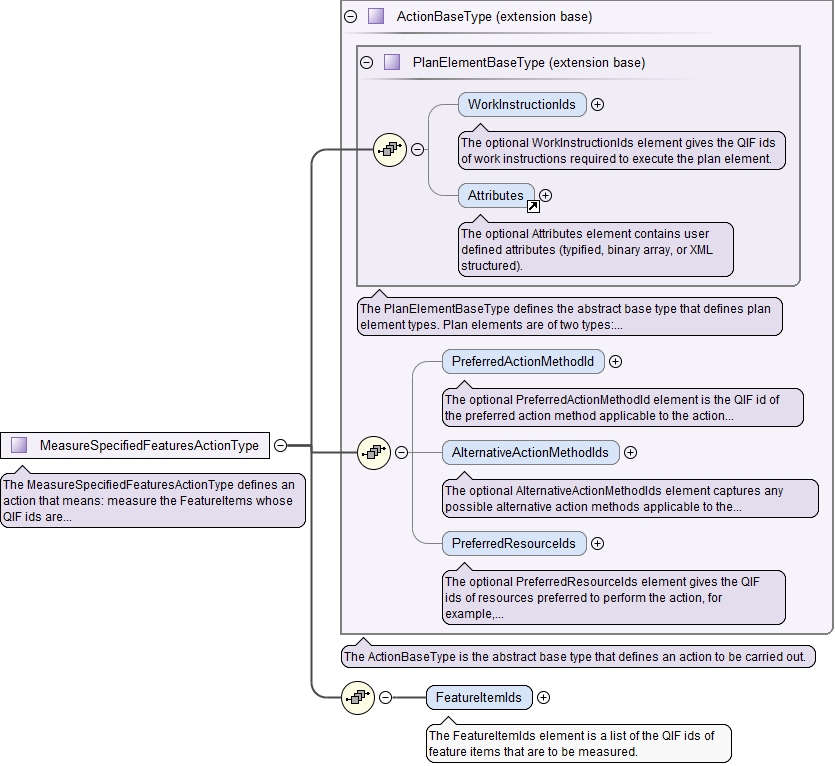 ActionBaseType (extension base)
PlanElementBaseType (extension base)
WorkInstructionIds
The optional WorkInstructionIds element gives the QIF ids
of work instructions required to execute the plan element.
Attributes
The optional Attributes element contains user
defined attributes (typified, binary array, or XML
structured).
The PlanElementBaseType defines the abstract base type that defines plan
element types. Plan elements are of two types:...
PreferredActionMethodId
The optional PreferredActionMethodId element is the QIF id of
the preferred action method applicable to the action...
MeasureSpecifiedFeaturesActionType
The MeasureSpecifiedFeaturesActionType defines an
action that means: measure the FeatureItems whose
QIF ids are...
AlternativeActionMethodIds
The optional AlternativeActionMethodIds element captures any
possible alternative action methods applicable to the...
PreferredResourceIds
The optional PreferredResourceIds element gives the QIF
ids of resources preferred to perform the action, for
example,...
The ActionBaseType is the abstract base type that defines an action to be carried out.
FeatureItemIds
The FeatureItemIds element is a list of the QIF ids of
feature items that are to be measured.